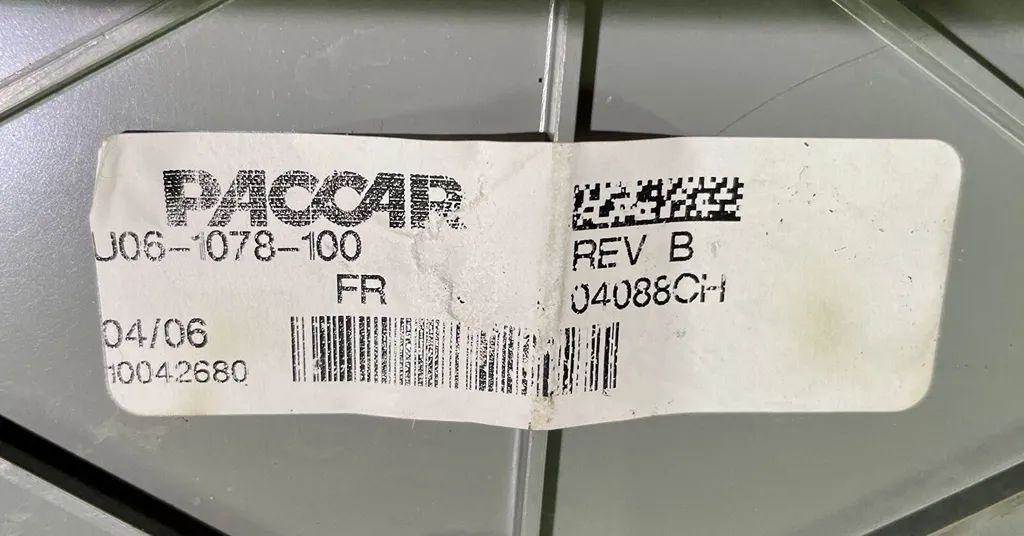 PACCAR
U06-1078-100
FR
04/06
10042680
REV B
04088CH